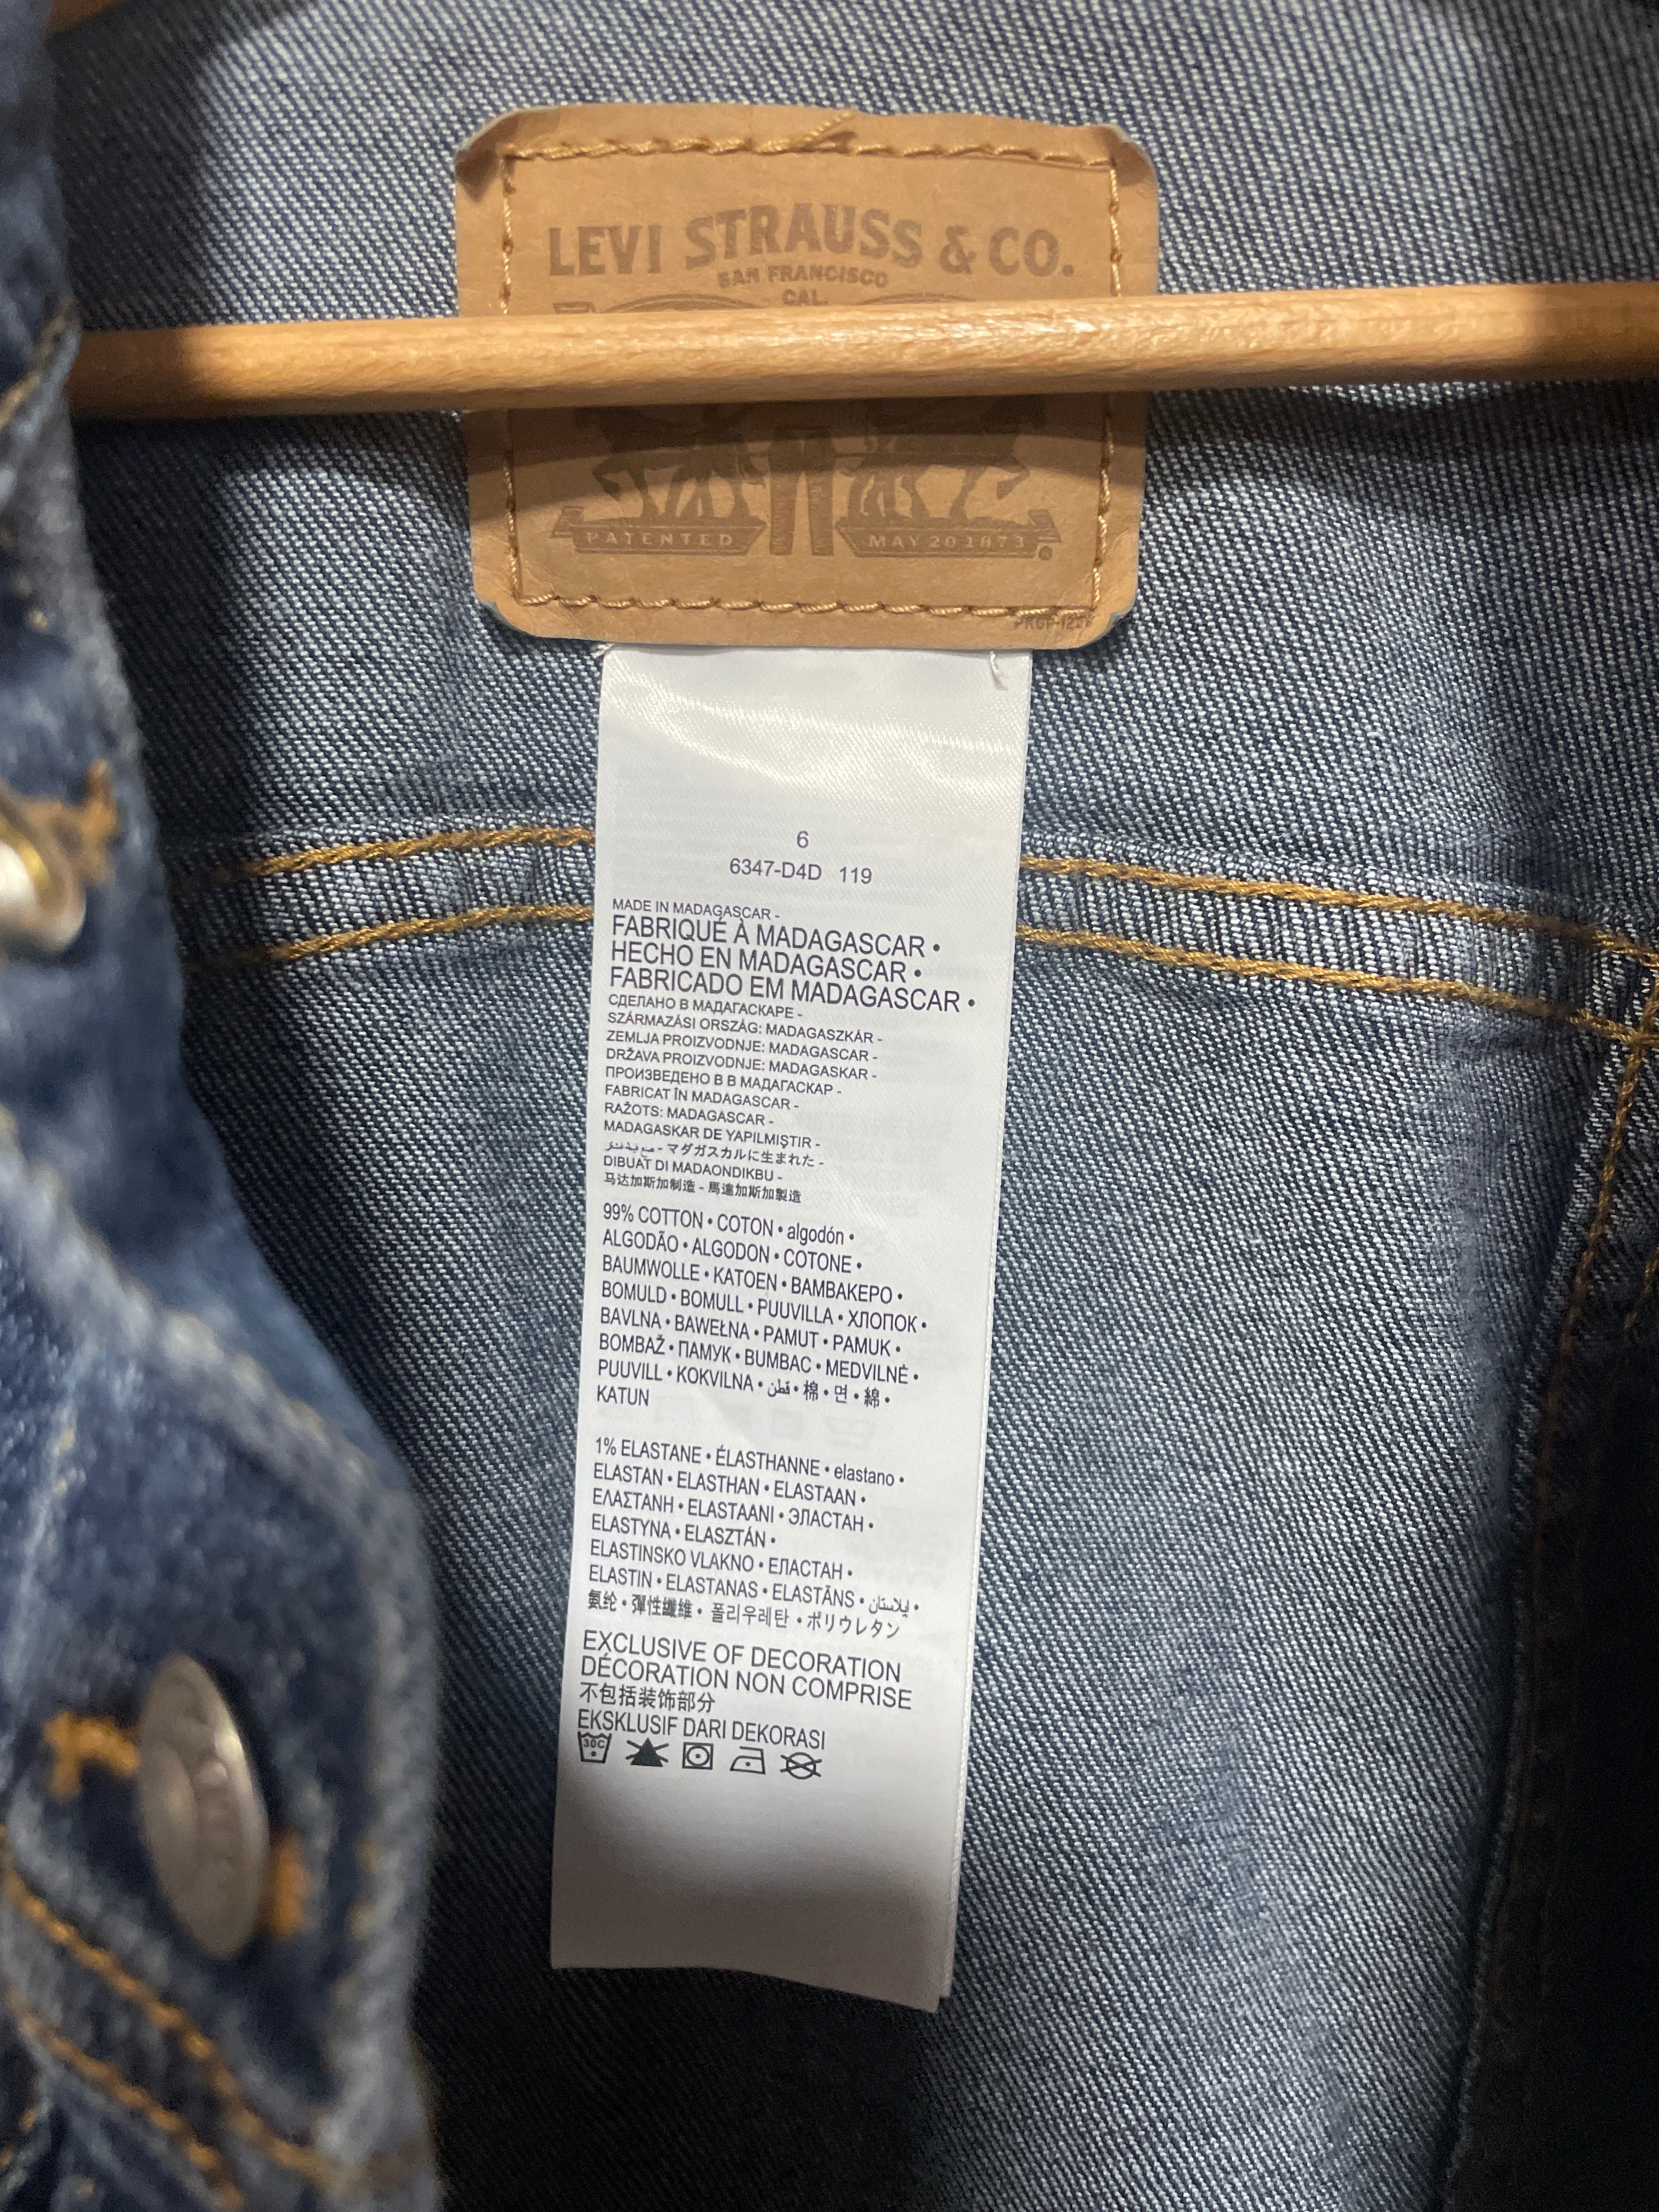 LEVI STRAUSS & CO.
SAN FRANCISCO
CAL.
PATENTED
MAY 20 1873
®
6
6347-D4D 119
MADE IN MADAGASCAR -
FABRIQUÉ À MADAGASCAR •
HECHO EN MADAGASCAR •
FABRICADO EM MADAGASCAR •
СДЕЛАНО В МАДАГАСКАРЕ -
SZÁRMAZÁSI ORSZÁG: MADAGASZKÁR -
ZEMLJA PROIZVODNJE: MADAGASCAR -
DRŽAVA PROIZVODNJE: MADAGASKAR -
ПРОИЗВЕДЕНО В В МАДАГАСКАР -
FABRICAT ÎN MADAGASCAR -
RAŽOTS: MADAGASCAR -
MADAGASKAR DE YAPILMIŞTIR -
- マダガスカルに生まれた -
DIBUAT DI MADAONDIKBU -
马达加斯加制造 - 馬達加斯加製造
99% COTTON • COTON • algodón •
ALGODÃO • ALGODON • COTONE •
BAUMWOLLE • KATOEN • ΒΑΜΒΑΚΕΡΟ •
BOMULD • BOMULL • PUUVILLA • ХЛОПОК •
BAVLNA • BAWEŁNA • PAMUT • PAMUK •
BOMBAŽ • ПАМУК • BUMBAC • MEDVILNĖ •
PUUVILL • KOKVILNA • قطن • 棉 • 면 • 綿 •
KATUN
1% ELASTANE • ÉLASTHANNE • elastano •
ELASTAN • ELASTHAN • ELASTAAN •
ΕΛΑΣΤΑΝΗ • ELASTAANI • ЭЛАСТАН •
ELASTYNA • ELASZTÁN •
ELASTINSKO VLAKNO • ЕЛАСТАН •
ELASTIN • ELASTANAS • ELASTĀNS • إيلاستان •
氨纶 • 彈性纖維 • 폴리우레탄 • ポリウレタン
EXCLUSIVE OF DECORATION
DÉCORATION NON COMPRISE
不包括装饰部分
EKSKLUSIF DARI DEKORASI
30C